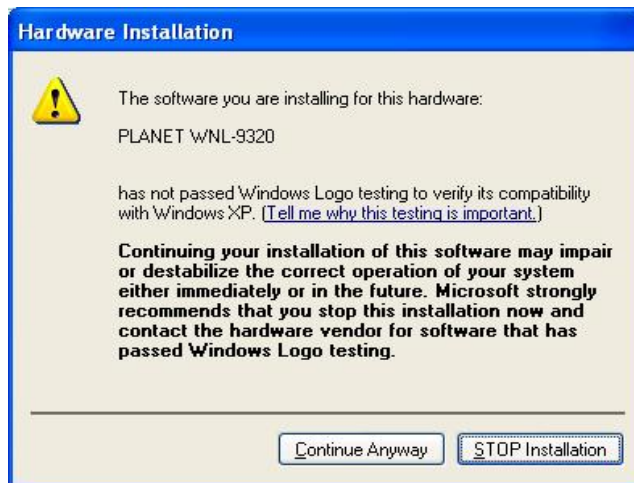 Hardware Installation
The software you are installing for this hardware:
PLANET WNL-9320
has not passed Windows Logo testing to verify its compatibility
with Windows XP. (Tell me why this testing is important.)
Continuing your installation of this software may impair
or destabilize the correct operation of your system
either immediately or in the future. Microsoft strongly
recommends that you stop this installation now and
contact the hardware vendor for software that has
passed Windows Logo testing.
Continue Anyway
STOP Installation